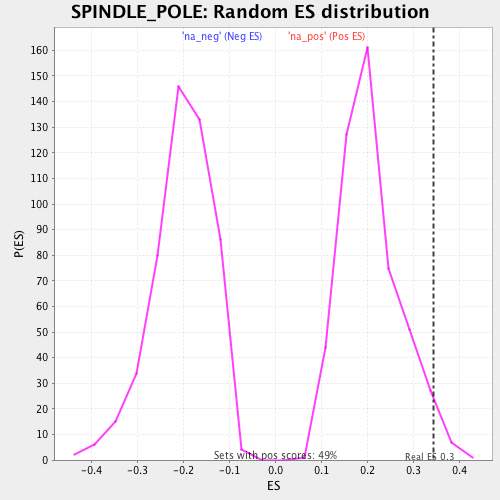 SPINDLE_POLE: Random ES distribution
'na_neg' (Neg ES) 'na_pos' (Pos ES)
160
150
140
130
120
110
100
90
80
70
60
50
40
30
20
10
0
P(ES)
Sets with pos scores: 49%
Real ES 0.3
-0.4 -0.3 -0.2 -0.1 0.0 0.1 0.2 0.3 0.4
ES